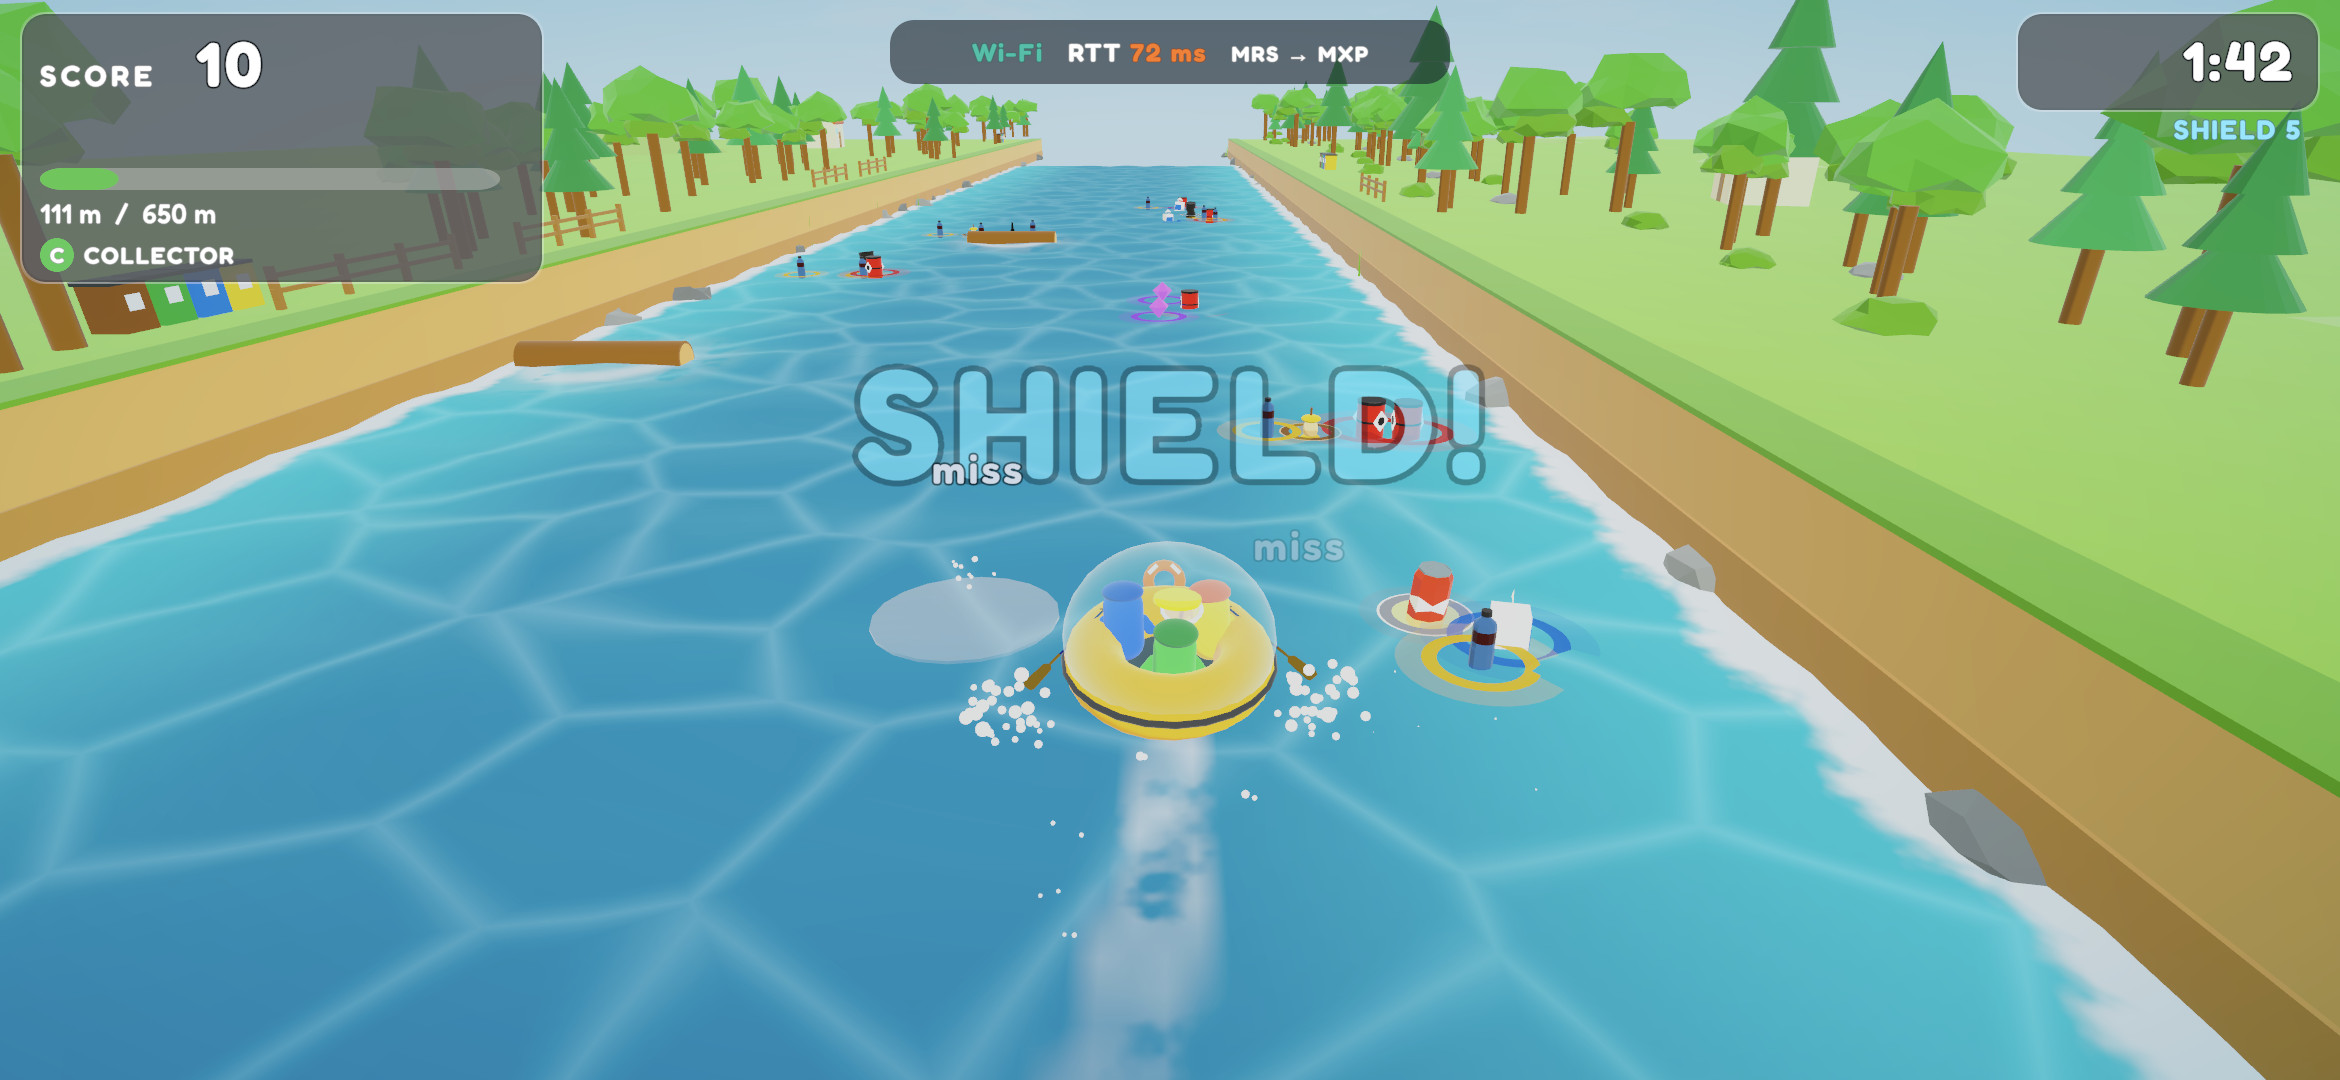 SCORE 10
111 m / 650 m
C COLLECTOR
Wi-Fi RTT 72 ms MRS → MXP
1:42
SHIELD 5
SHIELD!
miss
miss